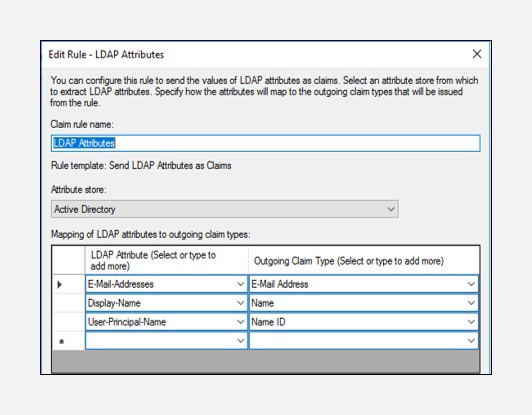 Edit Rule - LDAP Attributes
You can configure this rule to send the values of LDAP attributes as claims. Select an attribute store from which
to extract LDAP attributes. Specify how the attributes will map to the outgoing claim types that will be issued
from the rule.
Claim rule name:
LDAP Attributes
Rule template: Send LDAP Attributes as Claims
Attribute store:
Active Directory
Mapping of LDAP attributes to outgoing claim types:
LDAP Attribute (Select or type to
add more)
Outgoing Claim Type (Select or type to add more)
E-Mail-Addresses
E-Mail Address
Display-Name
Name
User-Principal-Name
Name ID